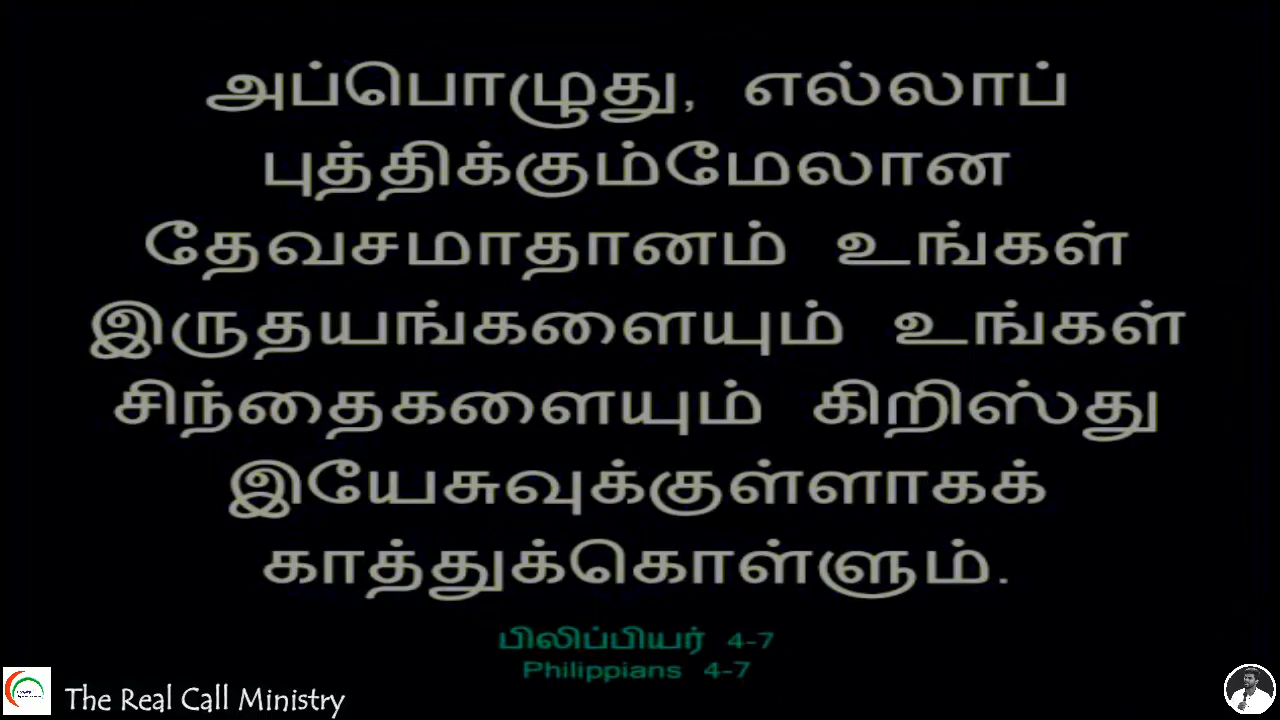 அப்பொழுது, எல்லாப்
புத்திக்கும்மேலான
தேவசமாதானம் உங்கள்
இருதயங்களையும் உங்கள்
சிந்தைகளையும் கிறிஸ்து
இயேசுவுக்குள்ளாகக்
காத்துக்கொள்ளும்.
பிலிப்பியர் 4-7
Philippians 4-7
The Real Call Ministry